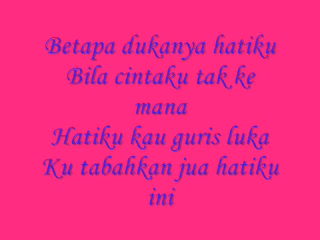 Betapa dukanya hatiku
Bila cintaku tak ke
mana
Hatiku kau guris luka
Ku tabahkan jua hatiku
ini